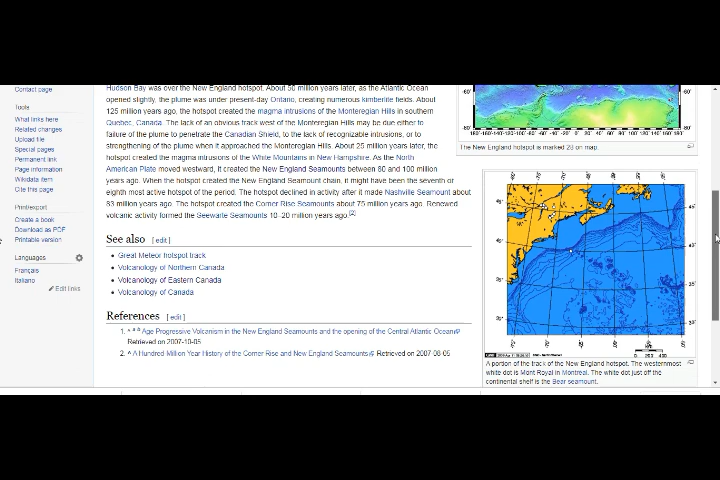 Contact page
Tools
What links here
Related changes
Upload file
Special pages
Permanent link
Page information
Wikidata item
Cite this page
Print/export
Create a book
Download as PDF
Printable version
Languages
Français
Italiano
Edit links
Hudson Bay was over the New England hotspot. About 50 million years later, as the Atlantic Ocean
opened slightly, the plume was under present-day Ontario, creating numerous kimberlite fields. About
125 million years ago, the hotspot created the magma intrusions of the Monteregian Hills in southern
Quebec, Canada. The lack of an obvious track west of the Monteregian Hills may be due either to
failure of the plume to penetrate the Canadian Shield, to the lack of recognizable intrusions, or to
strengthening of the plume when it approached the Monteregian Hills. About 25 million years later, the
hotspot created the magma intrusions of the White Mountains in New Hampshire. As the North
American Plate moved westward, it created the New England Seamounts between 80 and 100 million
years ago. When the hotspot created the New England Seamount chain, it might have been the seventh or
eighth most active hotspot of the period. The hotspot declined in activity after it made Nashville Seamount about
83 million years ago. The hotspot created the Corner Rise Seamounts about 75 million years ago. Renewed
volcanic activity formed the Seewarte Seamounts 10–20 million years ago.[2]
See also [ edit ]
• Great Meteor hotspot track
• Volcanology of Northern Canada
• Volcanology of Eastern Canada
• Volcanology of Canada
References [ edit ]
1. ^ a b Age Progressive Volcanism in the New England Seamounts and the opening of the Central Atlantic Ocean
Retrieved on 2007-10-05
2. ^ A Hundred-Million Year History of the Corner Rise and New England Seamounts Retrieved on 2007-08-05
The New England hotspot is marked 28 on map.
A portion of the track of the New England hotspot. The westernmost
white dot is Mont Royal in Montreal. The white dot just off the
continental shelf is the Bear seamount.